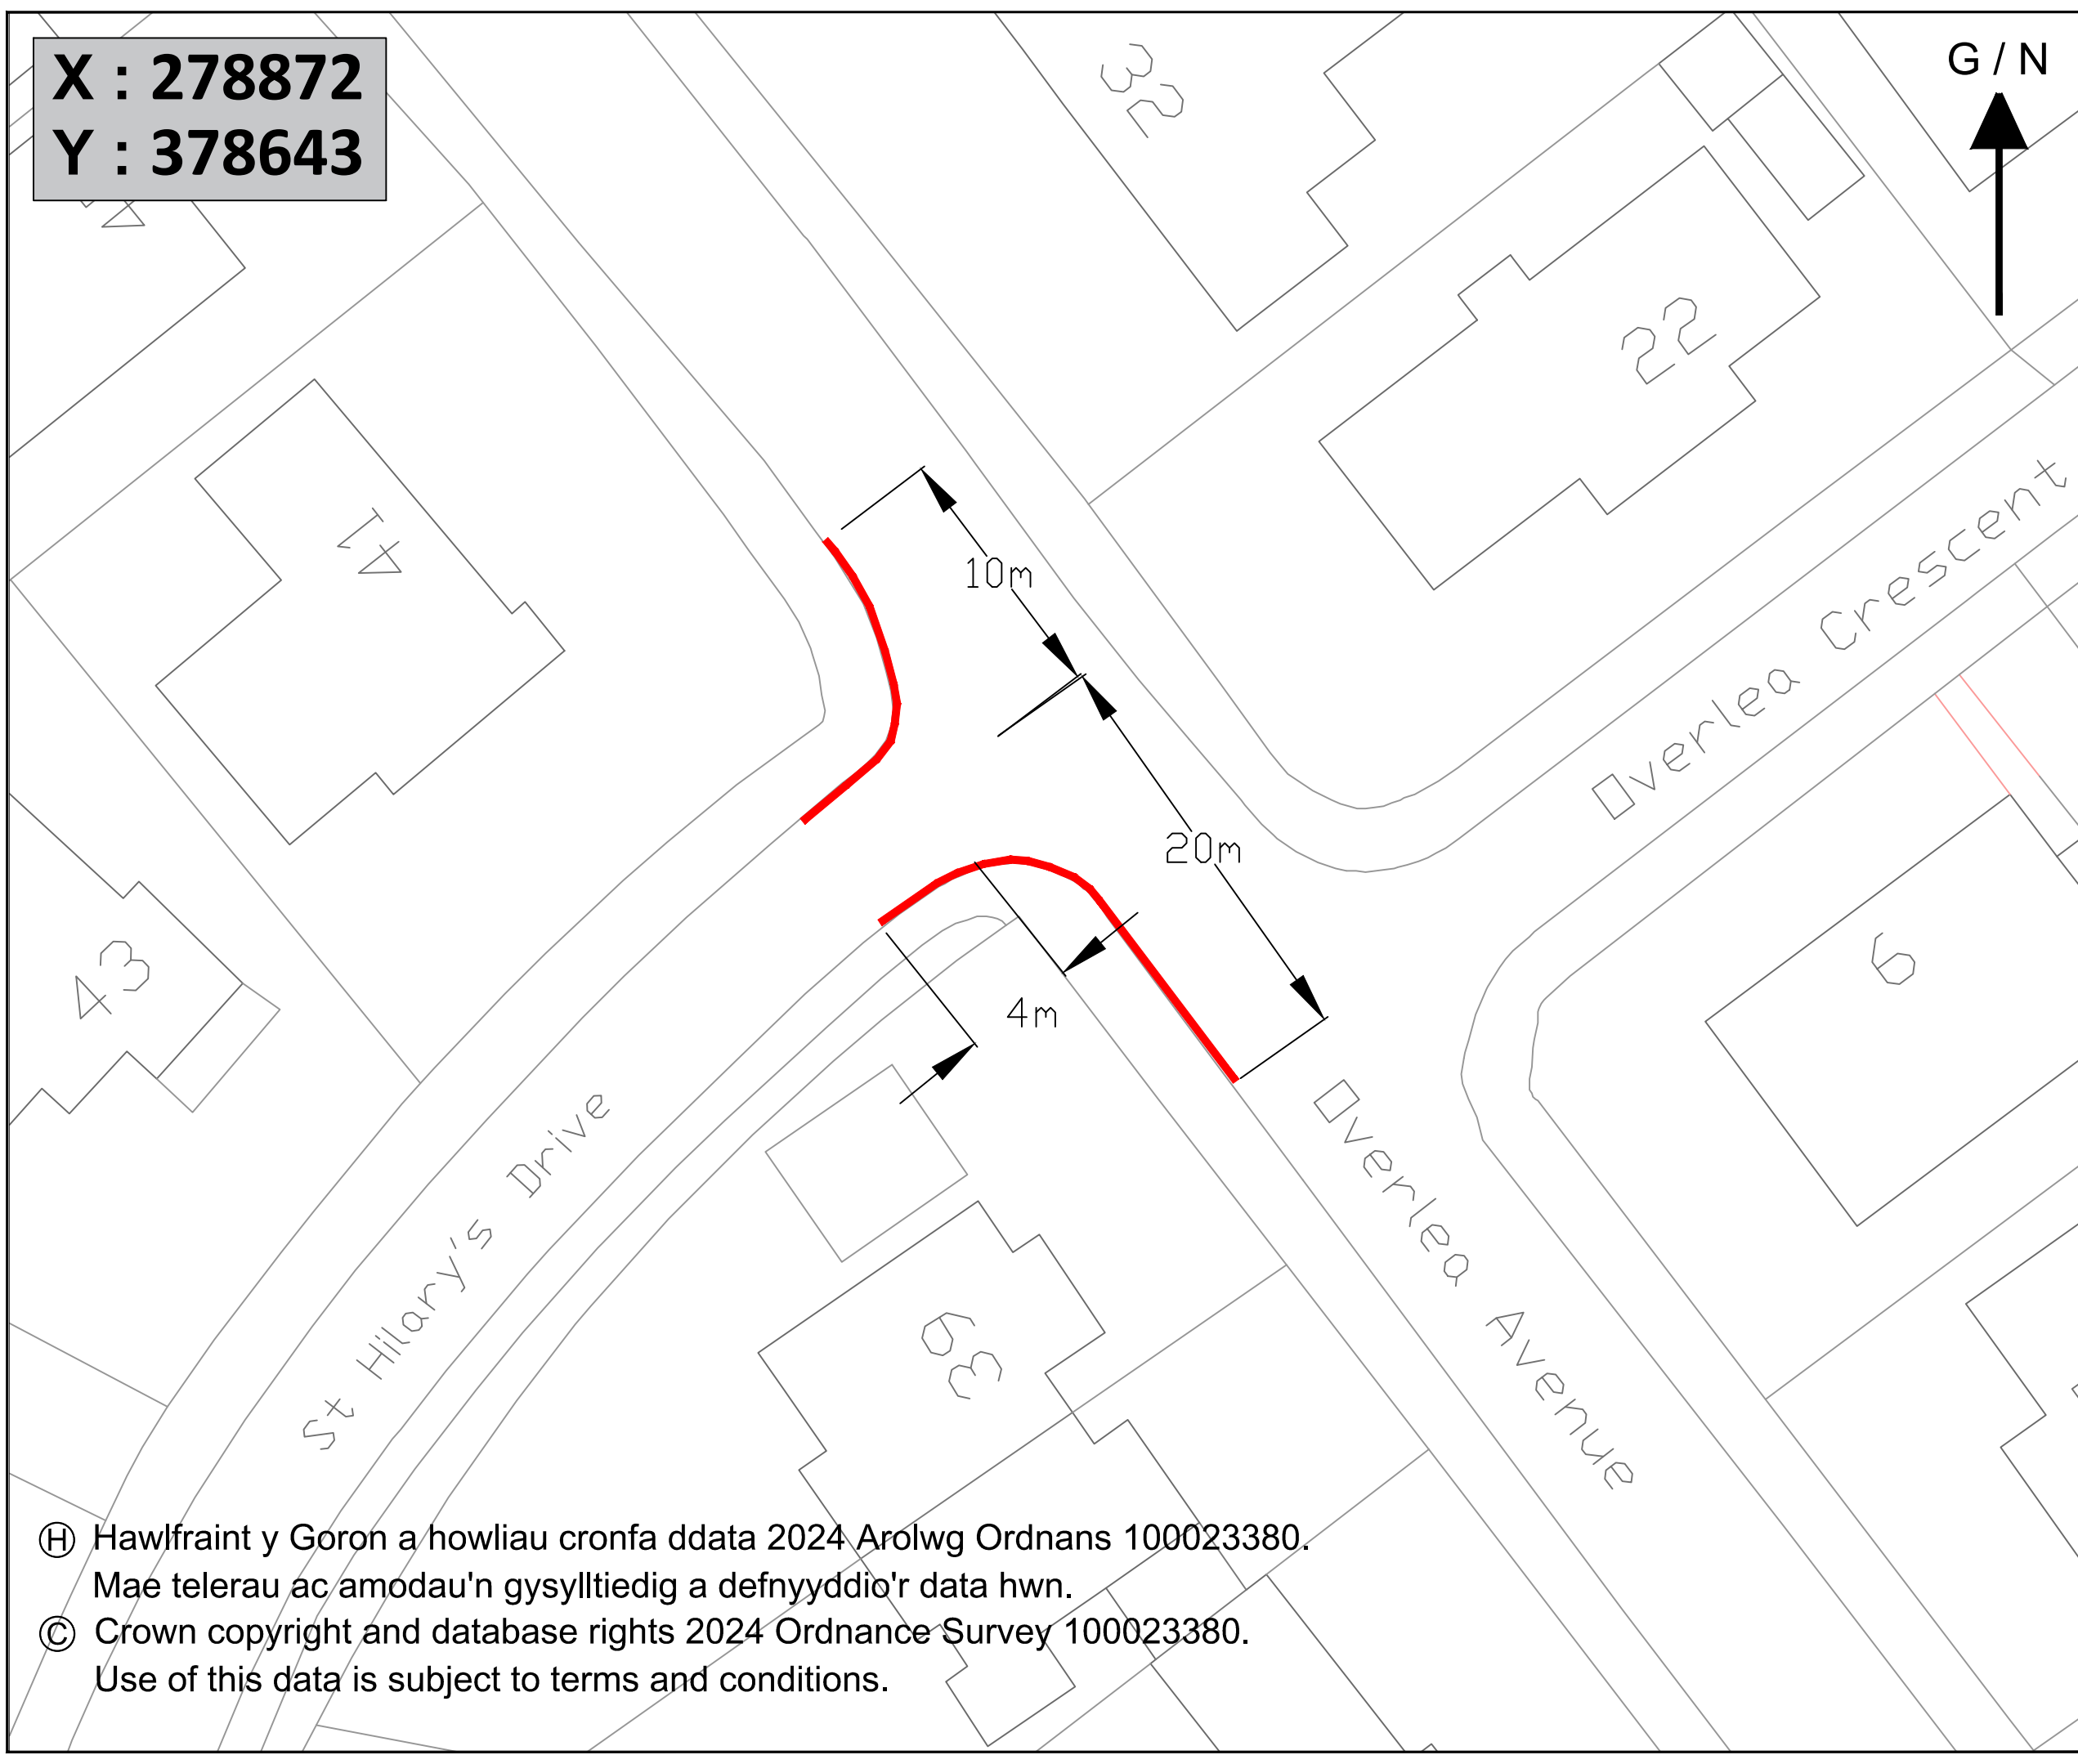 X : 278872
Y : 378643
G / N
32
22
41
10m
20m
4m
43
6
39
Overlea Crescent
Overlea Avenue
St Hilary's Drive
Ⓗ Hawlfraint y Goron a howliau cronfa ddata 2024 Arolwg Ordnans 100023380.
Mae telerau ac amodau'n gysylltiedig a defnyyddio'r data hwn.
© Crown copyright and database rights 2024 Ordnance Survey 100023380.
Use of this data is subject to terms and conditions.